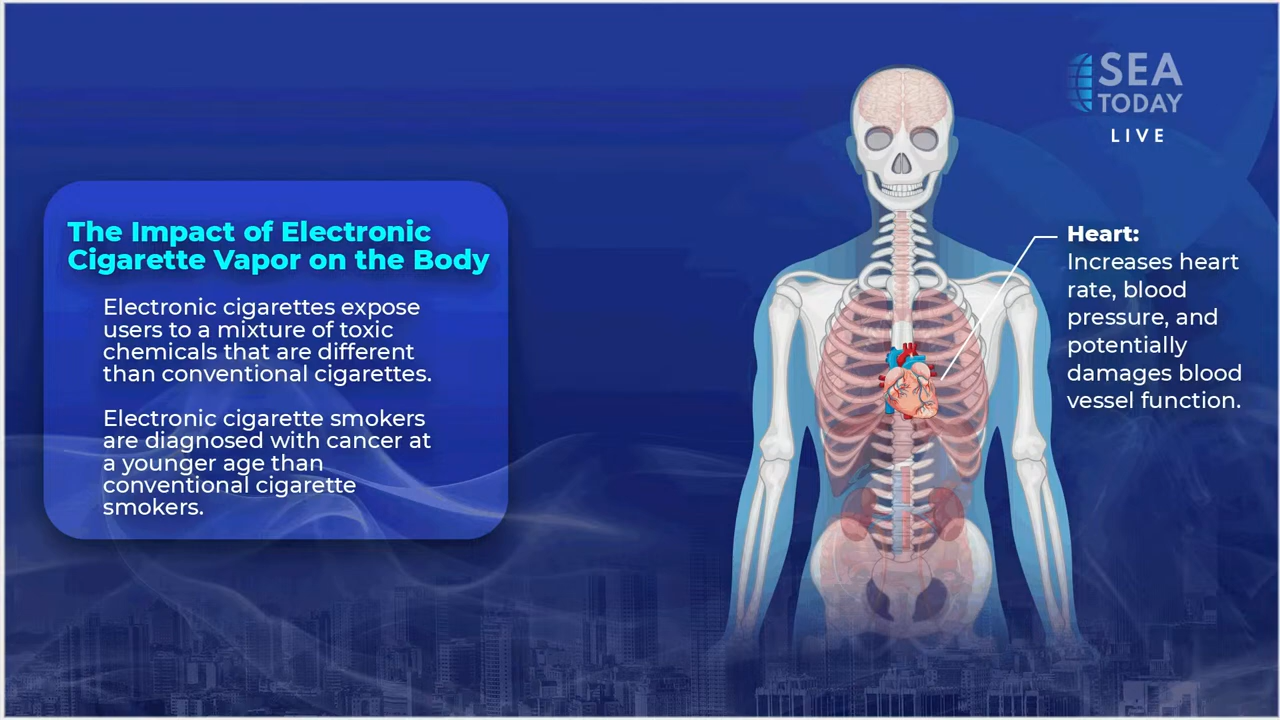 SEA
TODAY
LIVE
The Impact of Electronic
Cigarette Vapor on the Body
Electronic cigarettes expose
users to a mixture of toxic
chemicals that are different
than conventional cigarettes.
Electronic cigarette smokers
are diagnosed with cancer at
a younger age than
conventional cigarette
smokers.
Heart:
Increases heart
rate, blood
pressure, and
potentially
damages blood
vessel function.